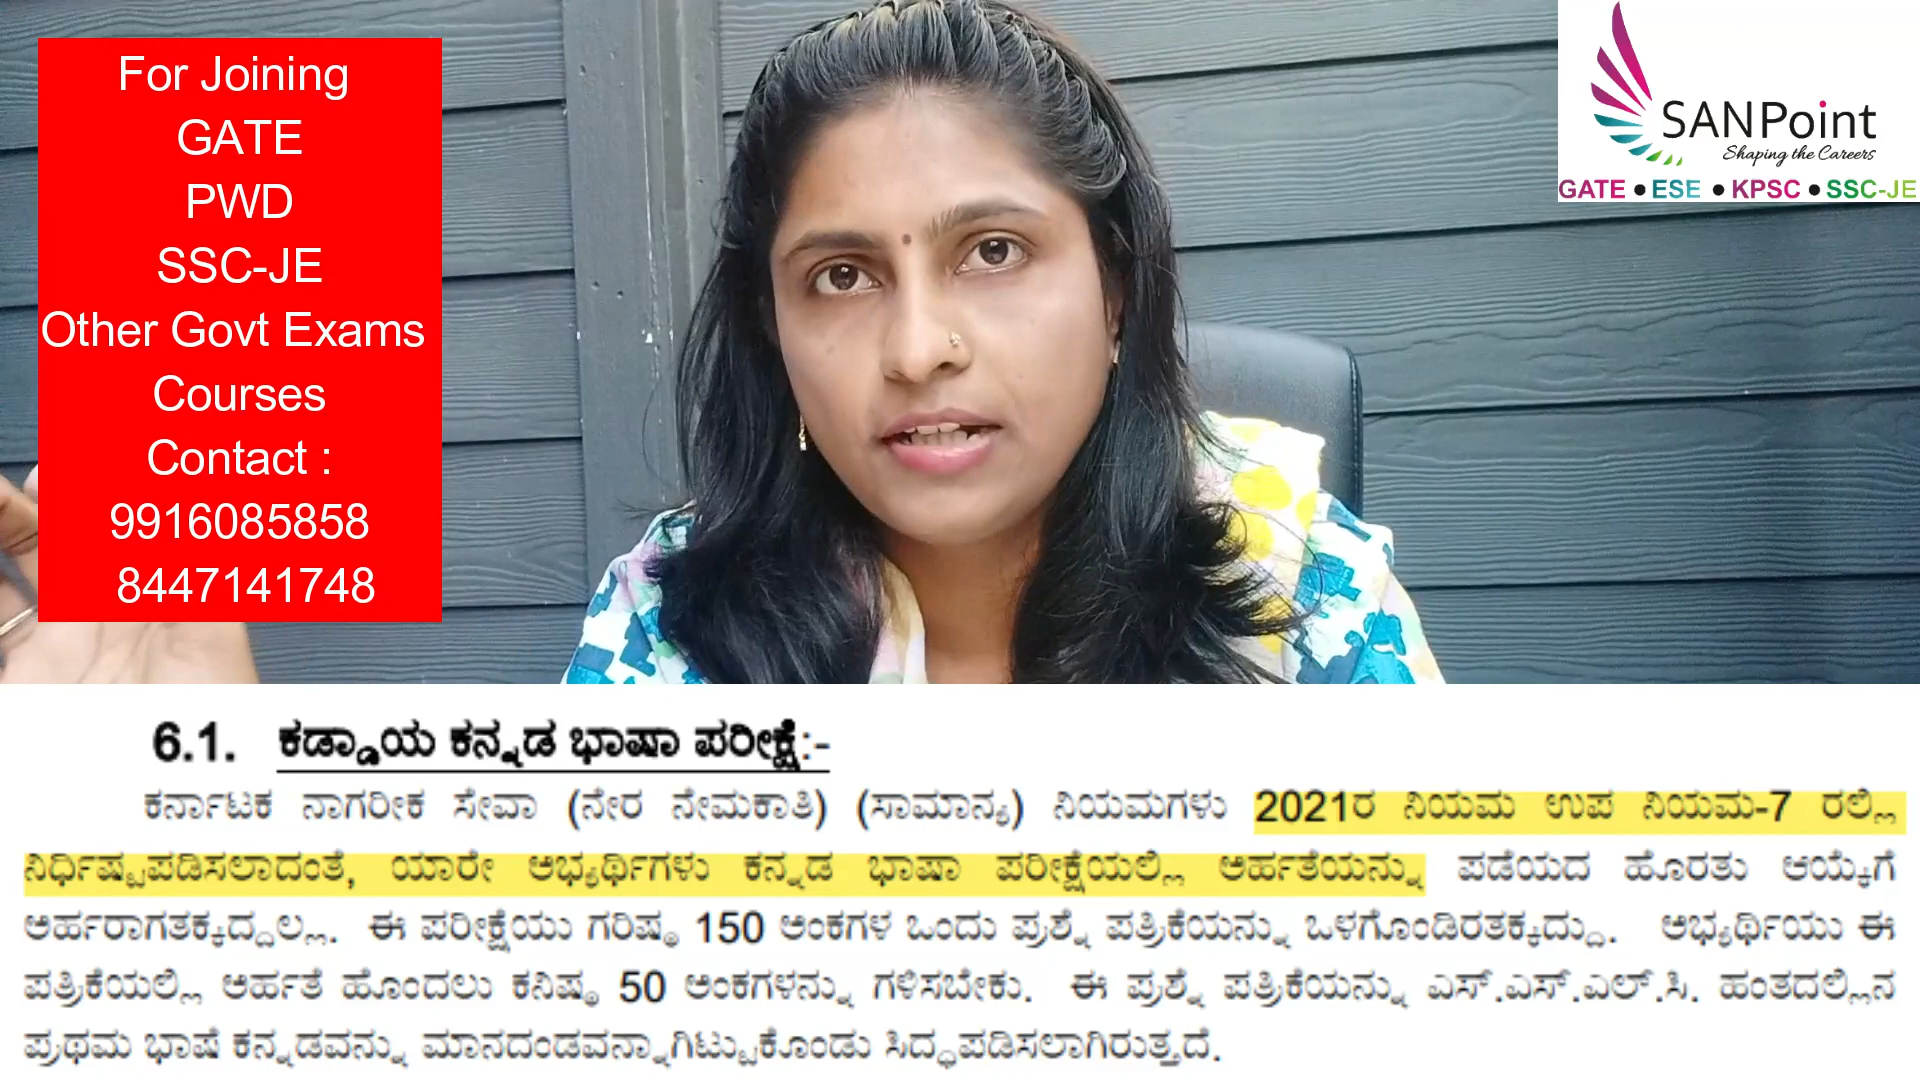 For Joining
GATE
PWD
SSC-JE
Other Govt Exams
Courses
Contact :
9916085858
8447141748
SANPoint
Shaping the Careers
GATE ● ESE ● KPSC ● SSC-JE
6.1. ಕಡ್ಡಾಯ ಕನ್ನಡ ಭಾಷಾ ಪರೀಕ್ಷೆ:-
ಕರ್ನಾಟಕ ನಾಗರೀಕ ಸೇವಾ (ನೇರ ನೇಮಕಾತಿ) (ಸಾಮಾನ್ಯ) ನಿಯಮಗಳು 2021ರ ನಿಯಮ ಉಪ ನಿಯಮ-7 ರಲ್ಲಿ
ನಿರ್ಧಿಷ್ಟಪಡಿಸಲಾದಂತೆ, ಯಾರೇ ಅಭ್ಯರ್ಥಿಗಳು ಕನ್ನಡ ಭಾಷಾ ಪರೀಕ್ಷೆಯಲ್ಲಿ ಅರ್ಹತೆಯನ್ನು ಪಡೆಯದ ಹೊರತು ಆಯ್ಕೆಗೆ
ಅರ್ಹರಾಗತಕ್ಕದ್ದಲ್ಲ. ಈ ಪರೀಕ್ಷೆಯು ಗರಿಷ್ಠ 150 ಅಂಕಗಳ ಒಂದು ಪ್ರಶ್ನೆ ಪತ್ರಿಕೆಯನ್ನು ಒಳಗೊಂಡಿರತಕ್ಕದ್ದು. ಅಭ್ಯರ್ಥಿಯು ಈ
ಪತ್ರಿಕೆಯಲ್ಲಿ ಅರ್ಹತೆ ಹೊಂದಲು ಕನಿಷ್ಠ 50 ಅಂಕಗಳನ್ನು ಗಳಿಸಬೇಕು. ಈ ಪ್ರಶ್ನೆ ಪತ್ರಿಕೆಯನ್ನು ಎಸ್.ಎಸ್.ಎಲ್.ಸಿ. ಹಂತದಲ್ಲಿನ
ಪ್ರಥಮ ಭಾಷೆ ಕನ್ನಡವನ್ನು ಮಾನದಂಡವನ್ನಾಗಿಟ್ಟುಕೊಂಡು ಸಿದ್ಧಪಡಿಸಲಾಗಿರುತ್ತದೆ.